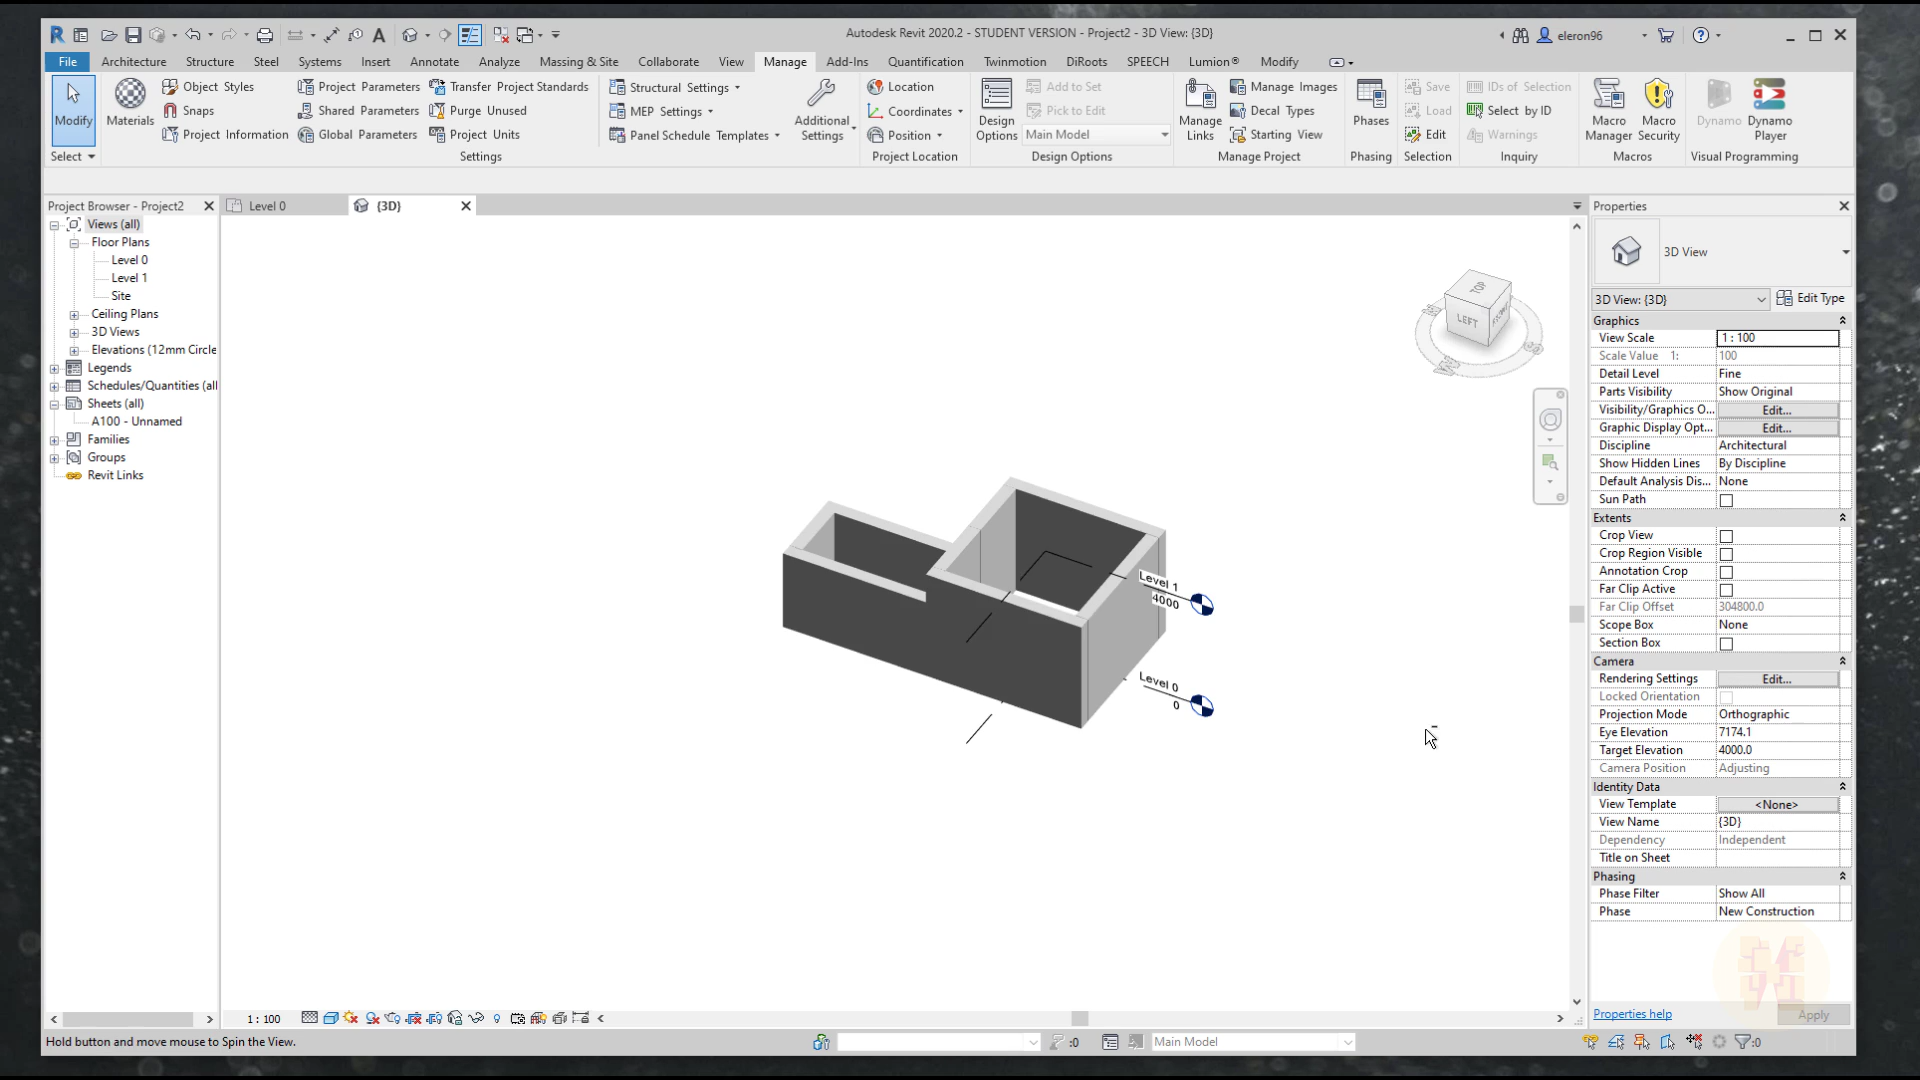 Autodesk Revit 2020.2 - STUDENT VERSION - Project2 - 3D View: {3D}
eleron96
File Architecture Structure Steel Systems Insert Annotate Analyze Massing & Site Collaborate View Manage Add-Ins Quantification Twinmotion DiRoots SPEECH Lumion® Modify
Modify
Select
Materials
Object Styles
Snaps
Project Information
Project Parameters
Shared Parameters
Global Parameters
Transfer Project Standards
Purge Unused
Project Units
Settings
Structural Settings
MEP Settings
Panel Schedule Templates
Additional
Settings
Location
Coordinates
Position
Project Location
Design
Options
Add to Set
Pick to Edit
Main Model
Design Options
Manage
Links
Manage Images
Decal Types
Starting View
Manage Project
Phases
Phasing
Save
Load
Edit
Selection
IDs of Selection
Select by ID
Warnings
Inquiry
Macro
Manager
Macro
Security
Macros
Dynamo
Dynamo
Player
Visual Programming
Project Browser - Project2
Views (all)
Floor Plans
Level 0
Level 1
Site
Ceiling Plans
3D Views
Elevations (12mm Circle
Legends
Schedules/Quantities (all
Sheets (all)
A100 - Unnamed
Families
Groups
Revit Links
Level 0
{3D}
TOP
LEFT
FRONT
W
S
Level 1
4000
Level 0
0
Properties
3D View
3D View: {3D}
Edit Type
Graphics
View Scale 1 : 100
Scale Value 1: 100
Detail Level Fine
Parts Visibility Show Original
Visibility/Graphics O... Edit...
Graphic Display Opt... Edit...
Discipline Architectural
Show Hidden Lines By Discipline
Default Analysis Dis... None
Sun Path
Extents
Crop View
Crop Region Visible
Annotation Crop
Far Clip Active
Far Clip Offset 304800.0
Scope Box None
Section Box
Camera
Rendering Settings Edit...
Locked Orientation
Projection Mode Orthographic
Eye Elevation 7174.1
Target Elevation 4000.0
Camera Position Adjusting
Identity Data
View Template <None>
View Name {3D}
Dependency Independent
Title on Sheet
Phasing
Phase Filter Show All
Phase New Construction
Properties help
Apply
1 : 100
Hold button and move mouse to Spin the View.
:0
Main Model
:0